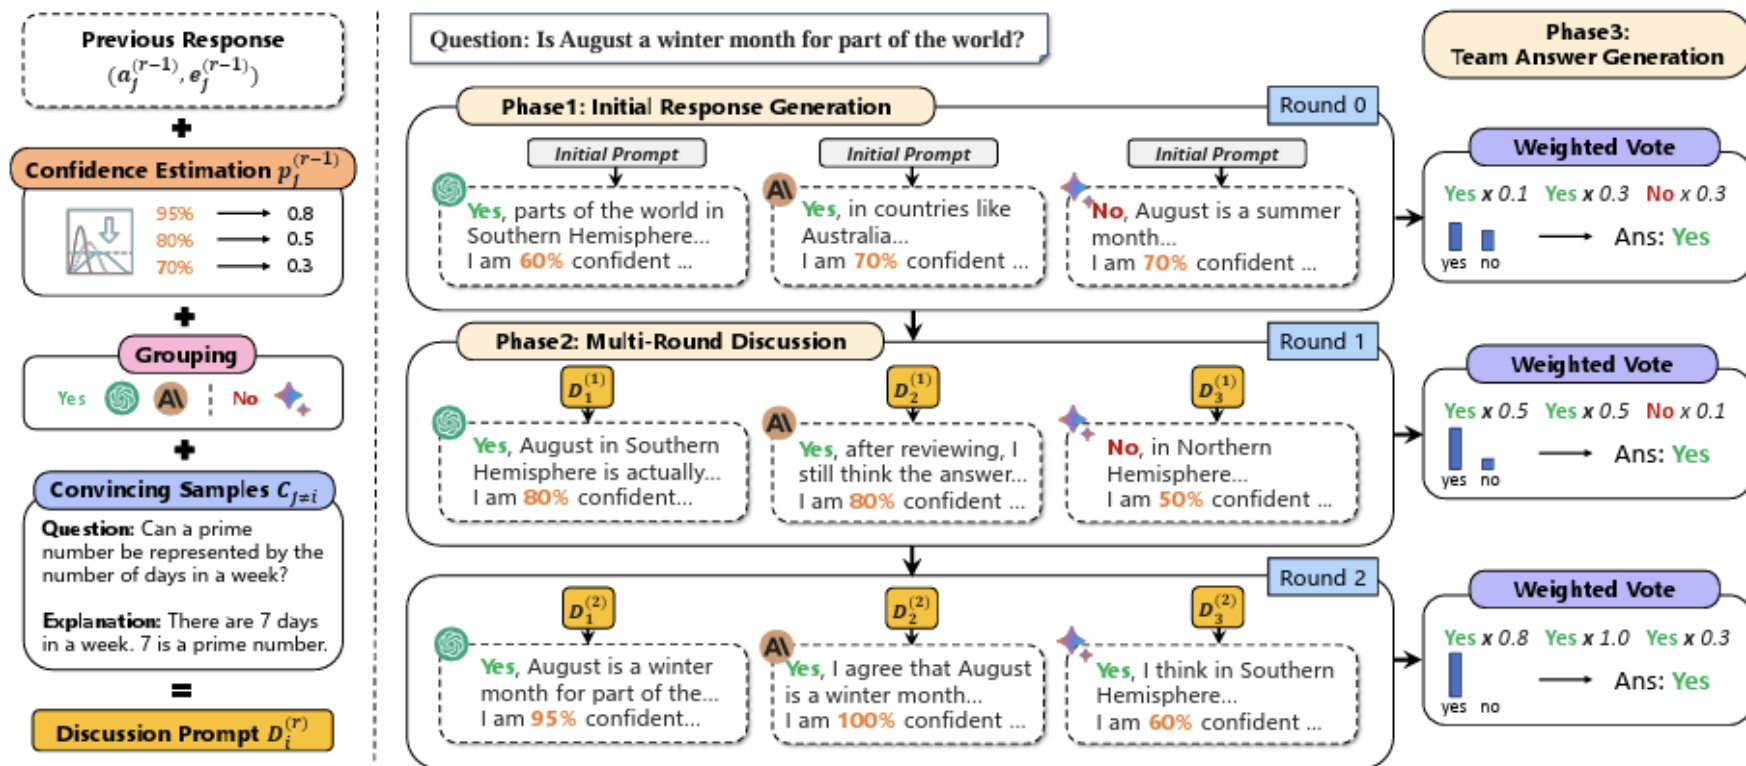 Previous Response
(a_j^(r−1), e_j^(r−1))
+
Confidence Estimation p_j^(r−1)
95% → 0.8
80% → 0.5
70% → 0.3
+
Grouping
Yes | No
+
Convincing Samples C_j≠i
Question: Can a prime
number be represented by the
number of days in a week?
Explanation: There are 7 days
in a week. 7 is a prime number.
=
Discussion Prompt D_i^(r)
Question: Is August a winter month for part of the world?
Phase1: Initial Response Generation
Round 0
Initial Prompt
Yes, parts of the world in
Southern Hemisphere...
I am 60% confident ...
Initial Prompt
AI
Yes, in countries like
Australia...
I am 70% confident ...
Initial Prompt
No, August is a summer
month...
I am 70% confident ...
Phase2: Multi-Round Discussion
Round 1
D_1^(1)
Yes, August in Southern
Hemisphere is actually...
I am 80% confident...
D_2^(1)
Yes, after reviewing, I
still think the answer...
I am 80% confident ...
D_3^(1)
No, in Northern
Hemisphere...
I am 50% confident ...
Round 2
D_1^(2)
Yes, August is a winter
month for part of the...
I am 95% confident...
D_2^(2)
Yes, I agree that August
is a winter month...
I am 100% confident ...
D_3^(2)
Yes, I think in Southern
Hemisphere...
I am 60% confident ...
Phase3:
Team Answer Generation
Weighted Vote
Yes x 0.1 Yes x 0.3 No x 0.3
yes no
Ans: Yes
Weighted Vote
Yes x 0.5 Yes x 0.5 No x 0.1
yes no
Ans: Yes
Weighted Vote
Yes x 0.8 Yes x 1.0 Yes x 0.3
yes no
Ans: Yes